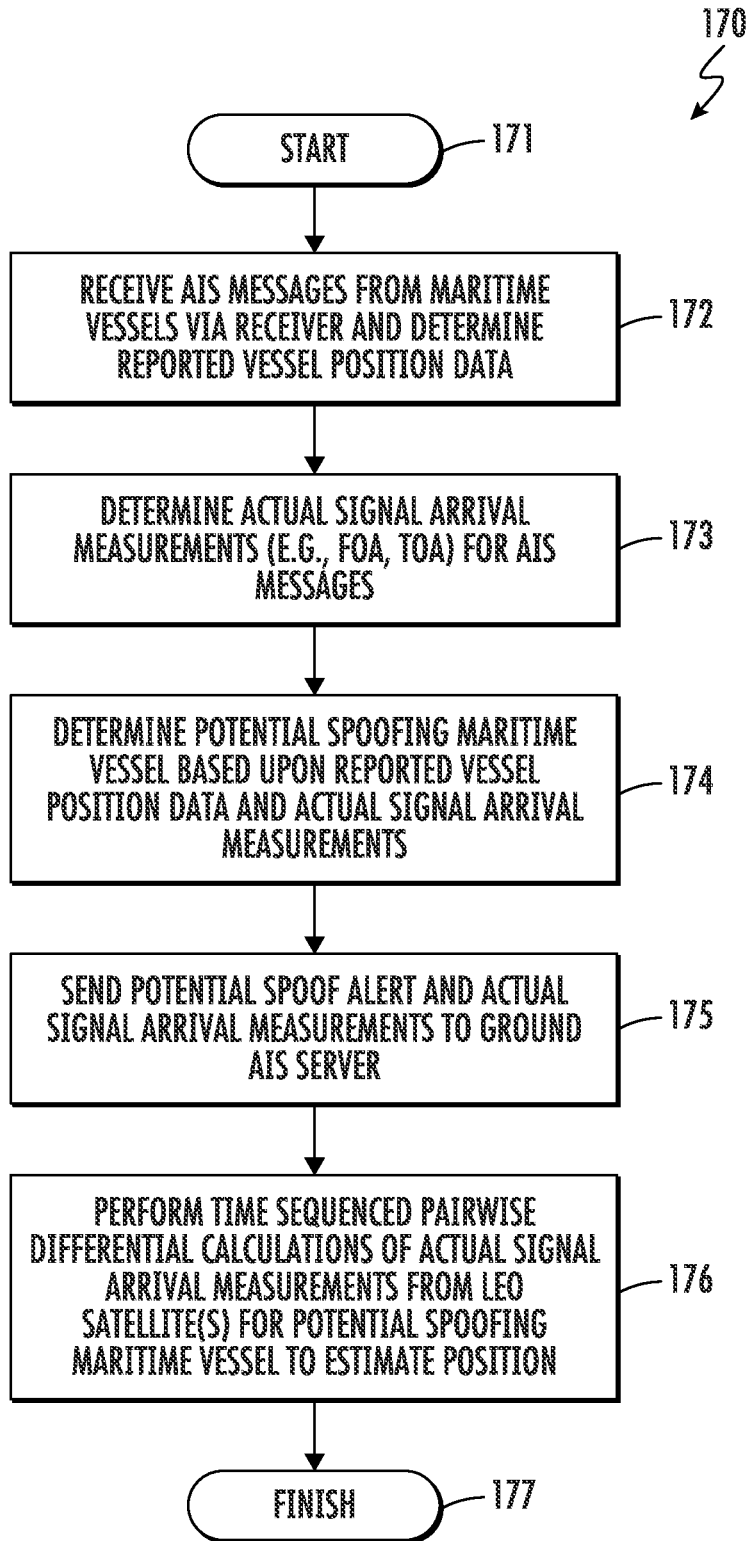 170
START
171
RECEIVE AIS MESSAGES FROM MARITIME
VESSELS VIA RECEIVER AND DETERMINE
REPORTED VESSEL POSITION DATA
172
DETERMINE ACTUAL SIGNAL ARRIVAL
MEASUREMENTS (E.G., FOA, TOA) FOR AIS
MESSAGES
173
DETERMINE POTENTIAL SPOOFING MARITIME
VESSEL BASED UPON REPORTED VESSEL
POSITION DATA AND ACTUAL SIGNAL ARRIVAL
MEASUREMENTS
174
SEND POTENTIAL SPOOF ALERT AND ACTUAL
SIGNAL ARRIVAL MEASUREMENTS TO GROUND
AIS SERVER
175
PERFORM TIME SEQUENCED PAIRWISE
DIFFERENTIAL CALCULATIONS OF ACTUAL SIGNAL
ARRIVAL MEASUREMENTS FROM LEO
SATELLITE(S) FOR POTENTIAL SPOOFING
MARITIME VESSEL TO ESTIMATE POSITION
176
FINISH
177